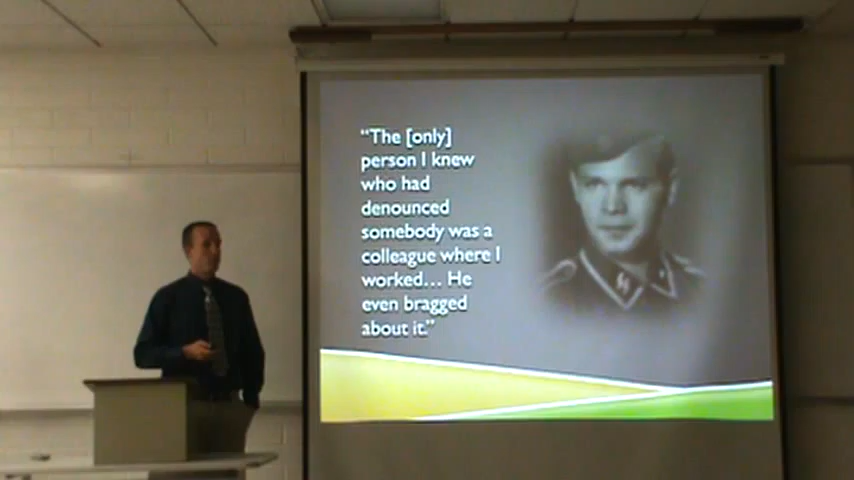 “The [only]
person I knew
who had
denounced
somebody was a
colleague where I
worked... He
even bragged
about it.”